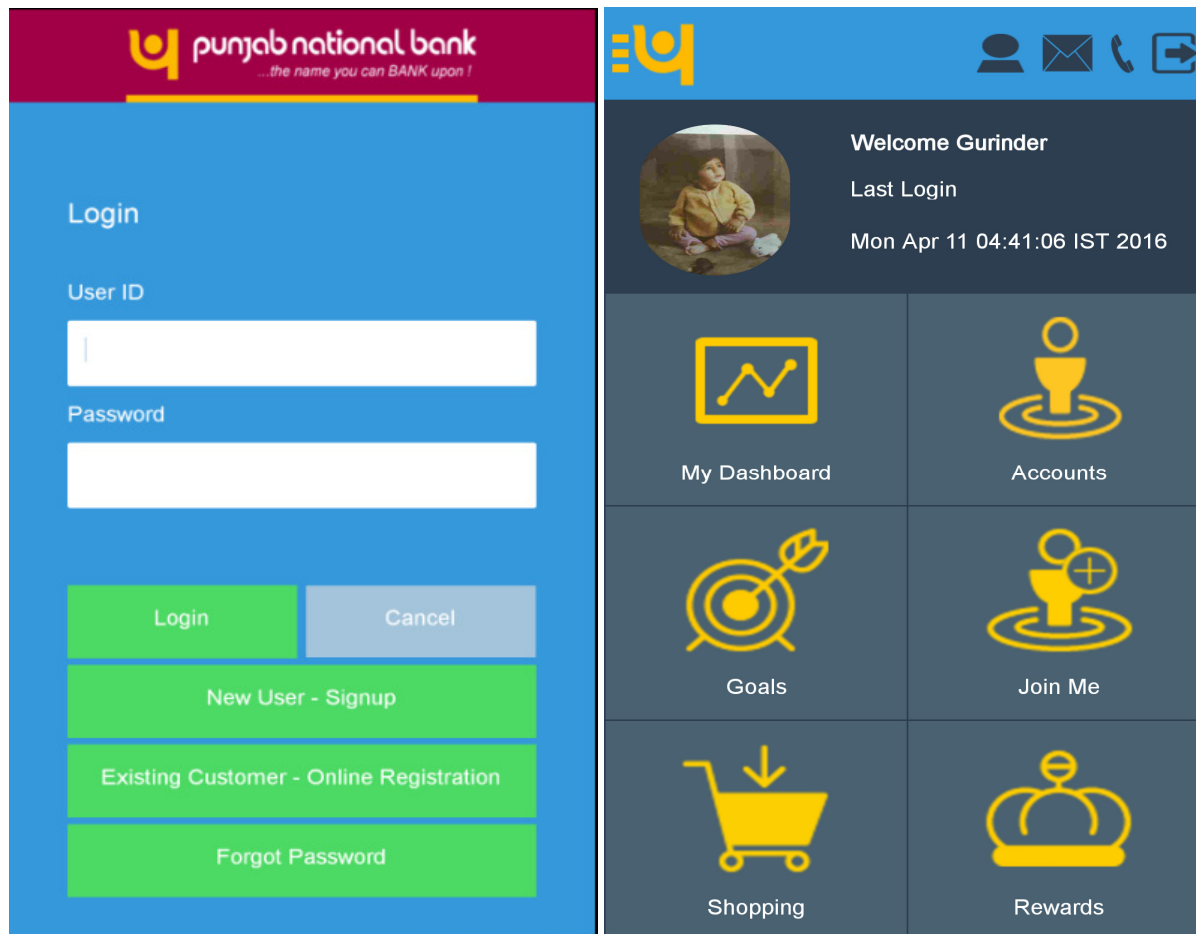 punjab national bank
...the name you can BANK upon !
Login
User ID
Password
Login
Cancel
New User - Signup
Existing Customer - Online Registration
Forgot Password
Welcome Gurinder
Last Login
Mon Apr 11 04:41:06 IST 2016
My Dashboard
Accounts
Goals
Join Me
Shopping
Rewards